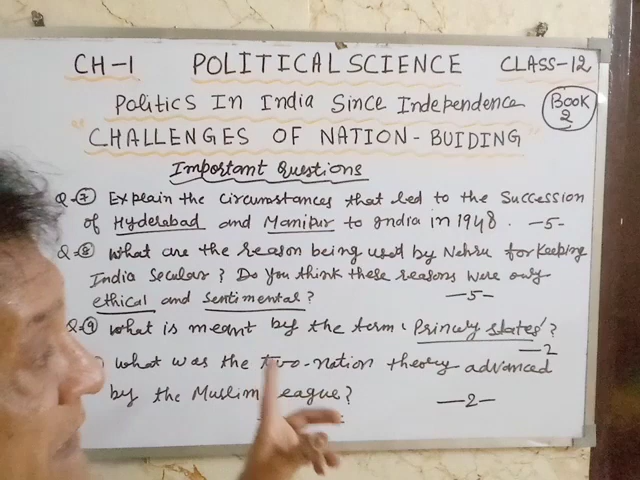 CH-1 POLITICAL SCIENCE CLASS-12
Politics In India Since Independence
BOOK 2
"CHALLENGES OF NATION-BUIDING"
Important Questions
Q-7 Explain the circumstances that led to the Succession
of Hyderabad and Manipur to India in 1948. -5-
Q-8 What are the reason being used by Nehru for keeping
India Secular? Do you think these reasons were only
ethical and sentimental? -5-
Q-9 What is meant by the term 'Princely states'?
-2
What was the two-nation theory advanced
by the Muslim League? -2-